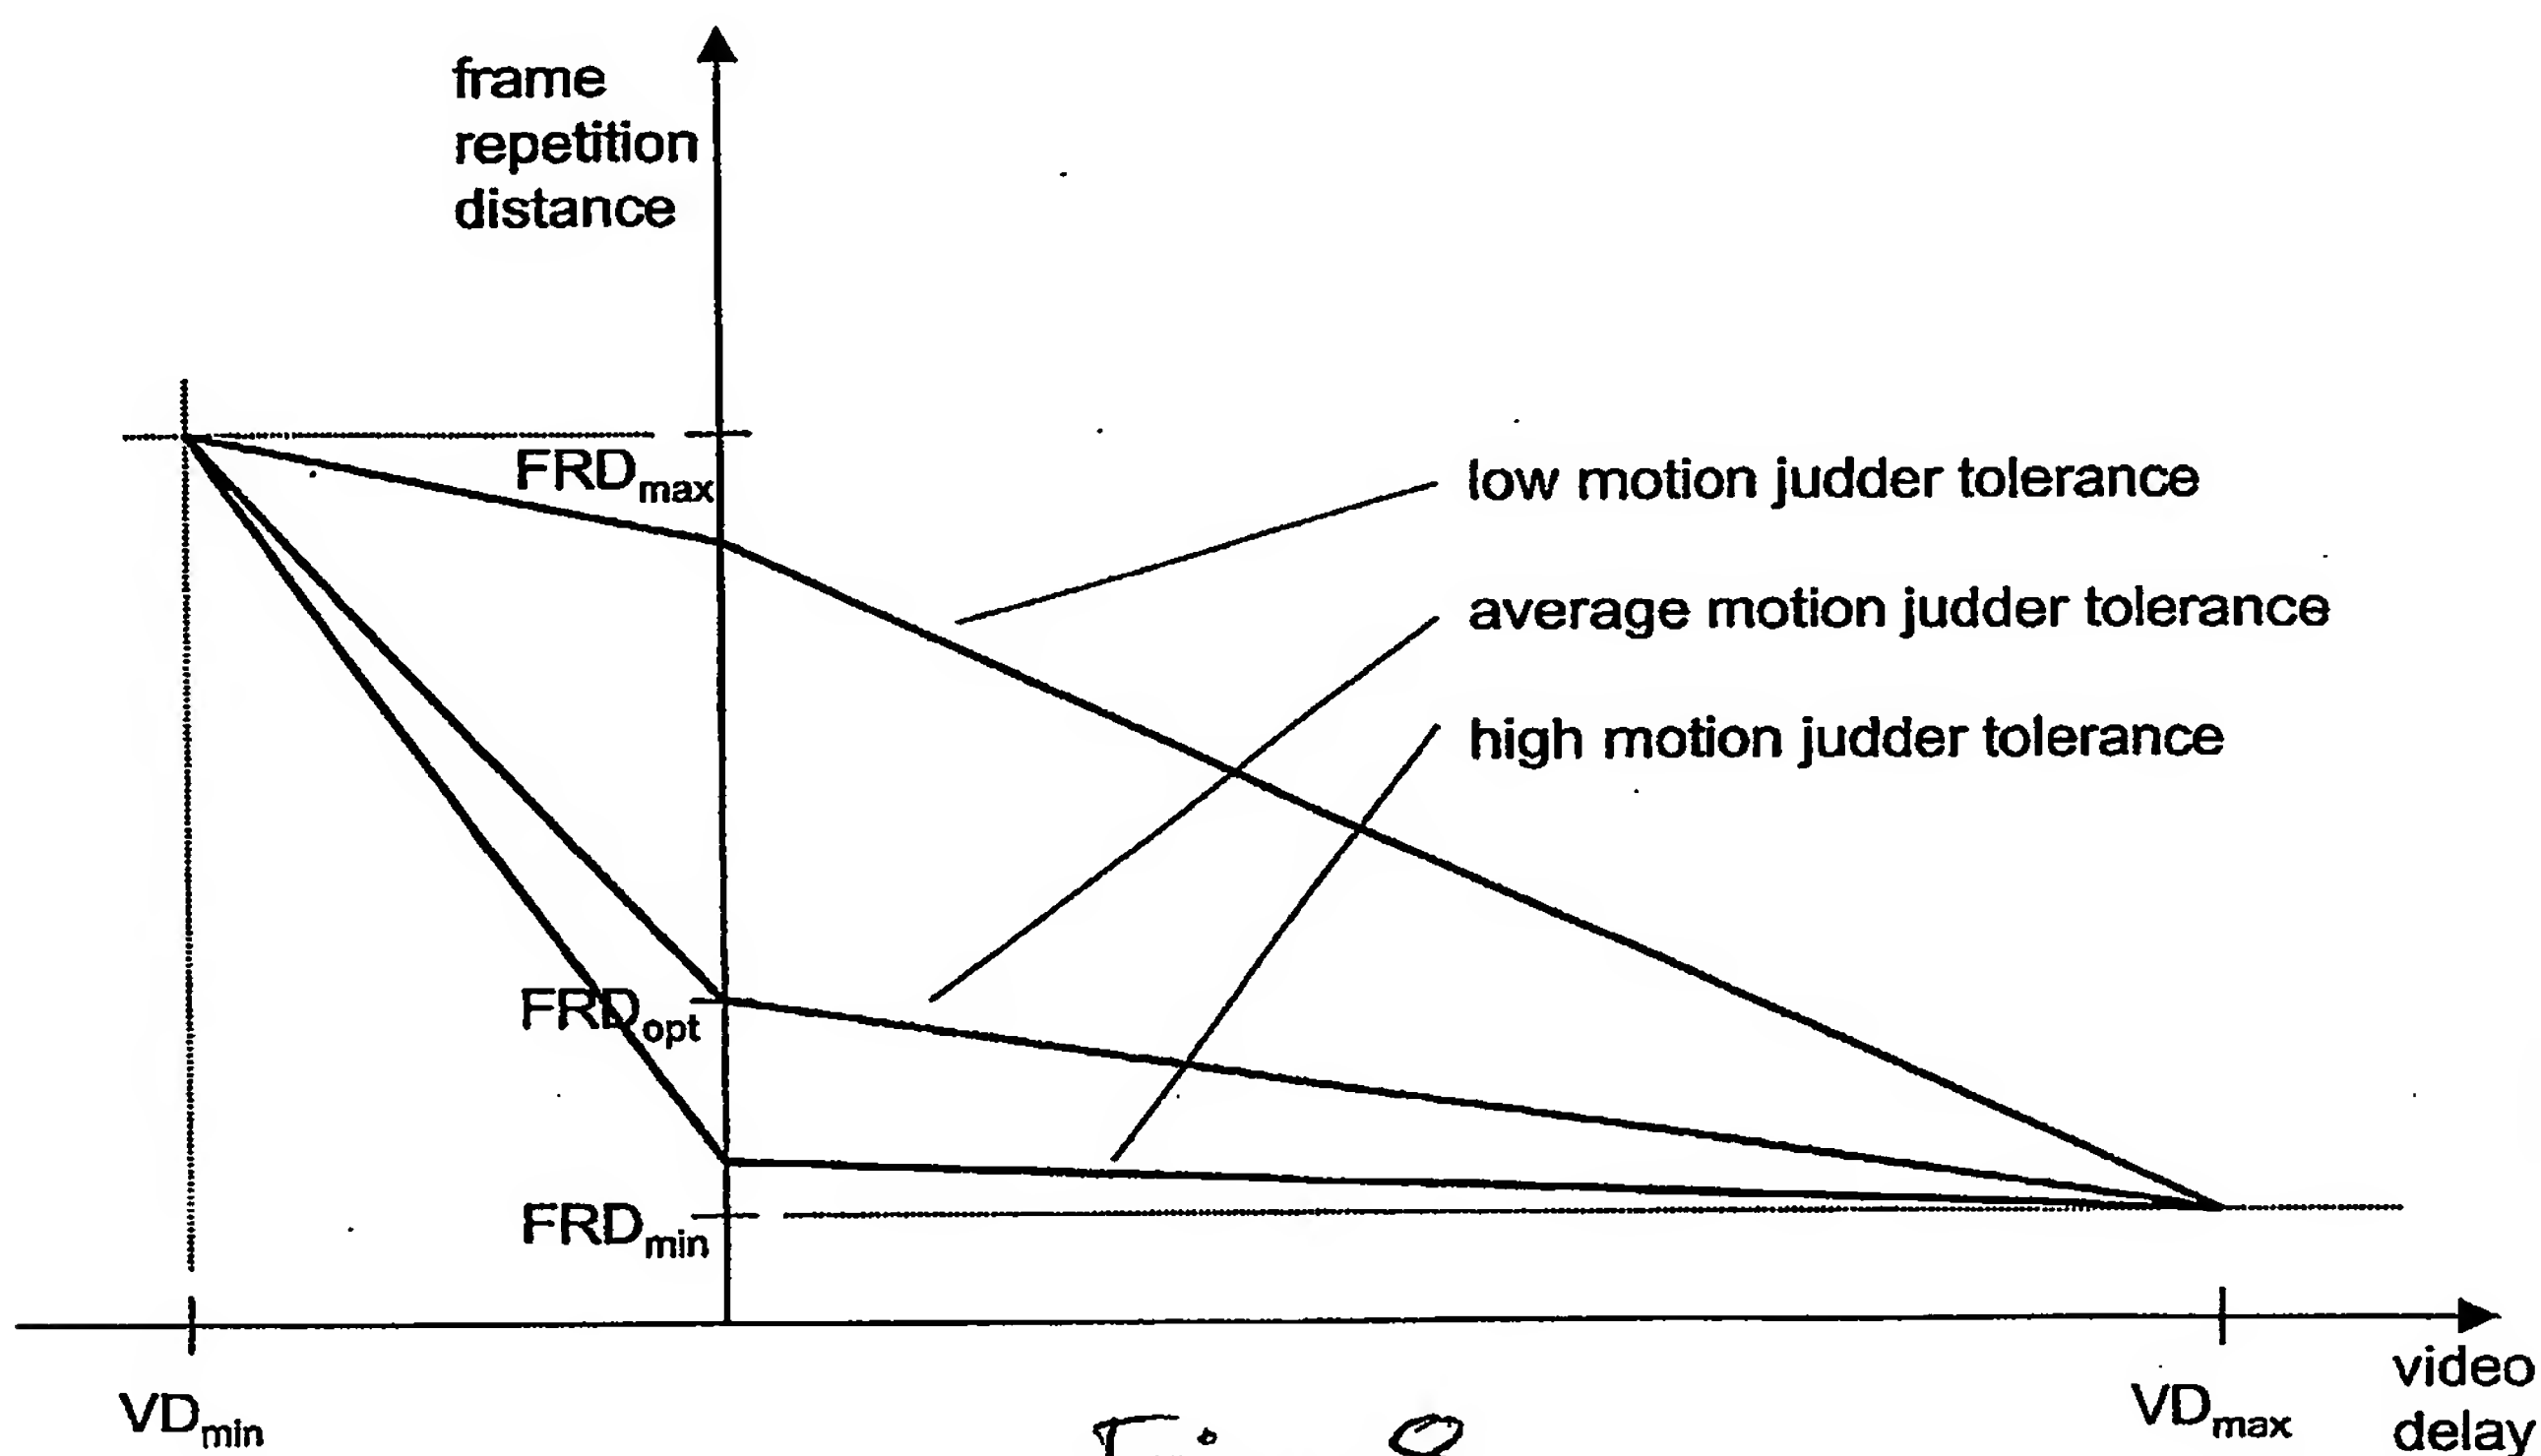 frame
repetition
distance
FRDmax
low motion judder tolerance
average motion judder tolerance
high motion judder tolerance
FRDopt
FRDmin
VDmin
VDmax
video
delay